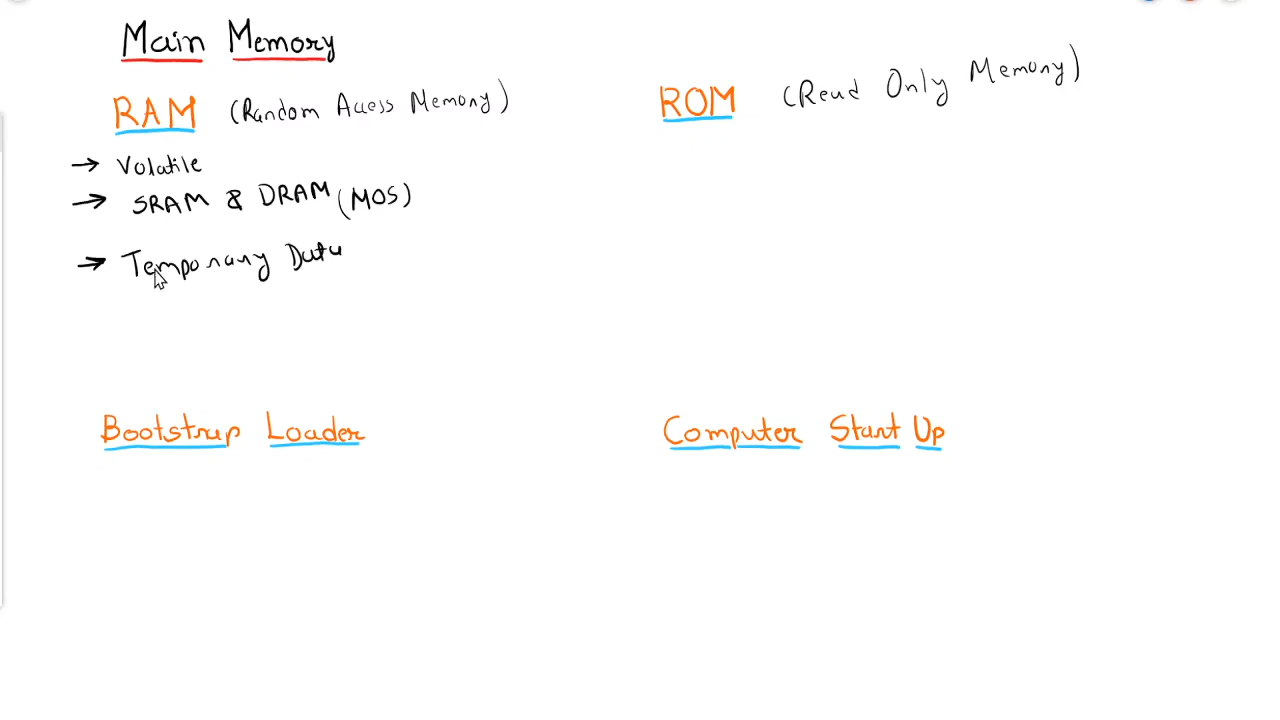 Main Memory
RAM (Random Acess Memory)
→ Volatile
→ SRAM & DRAM (MOS)
→ Temporary Data
ROM (Read Only Memory)
Bootstrap Loader
Computer Start Up